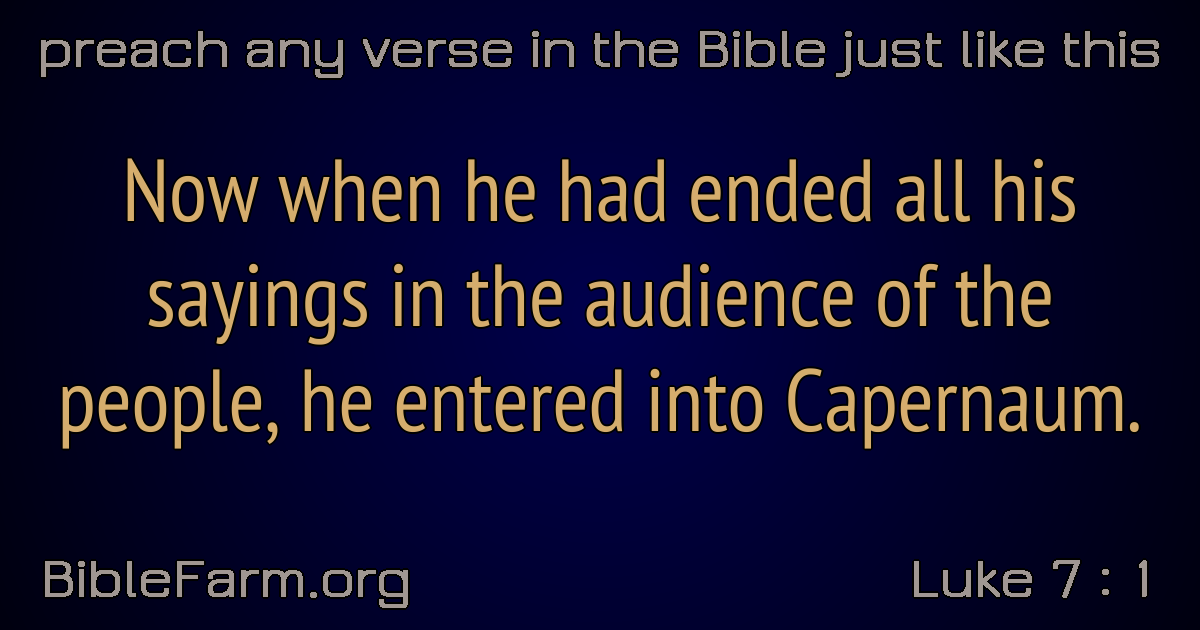 preach any verse in the Bible just like this
Now when he had ended all his
sayings in the audience of the
people, he entered into Capernaum.
BibleFarm.org
Luke 7 : 1